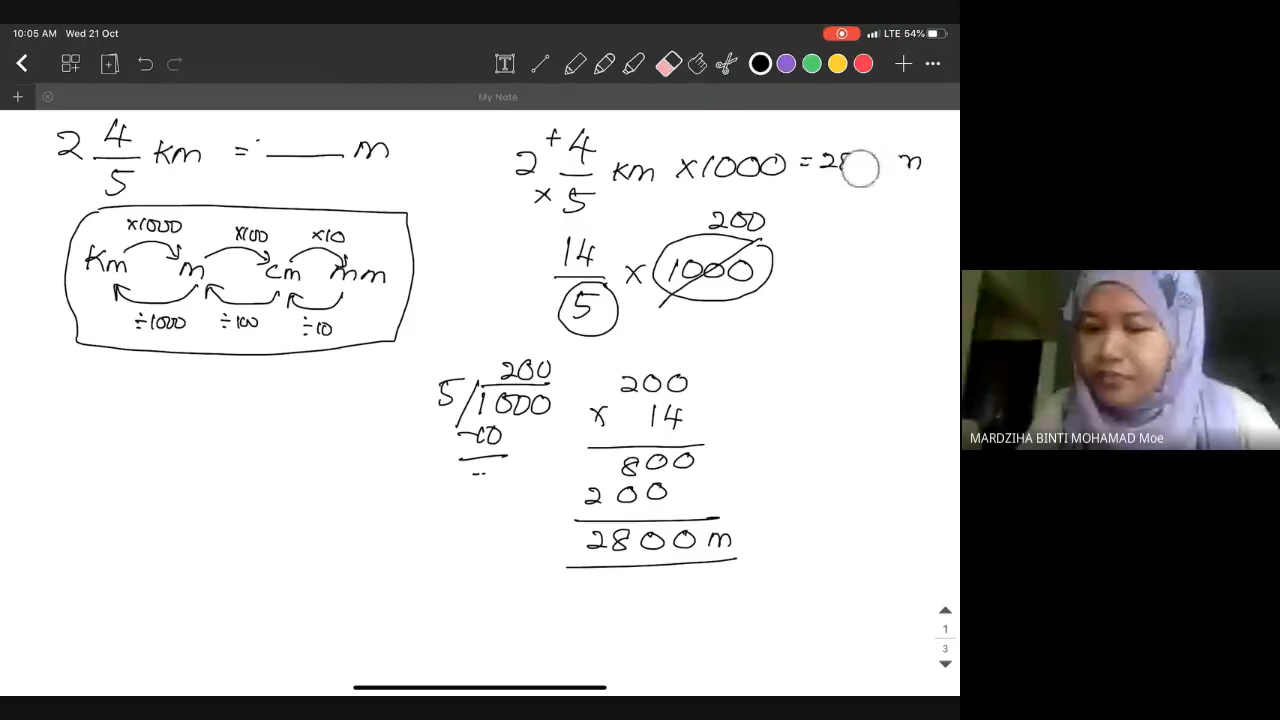 10:05 AM Wed 21 Oct
LTE 54%
My Note
2 4/5 km = ____ m
×1000 ×100 ×10
km m cm mm
÷1000 ÷100 ÷10
2 + 4
× 5 km ×1000 = 28 m
200
14/5 × 1000
200
5/1000
-10
--
200
× 14
800
200
2800 m
1
3
MARDZIHA BINTI MOHAMAD Moe